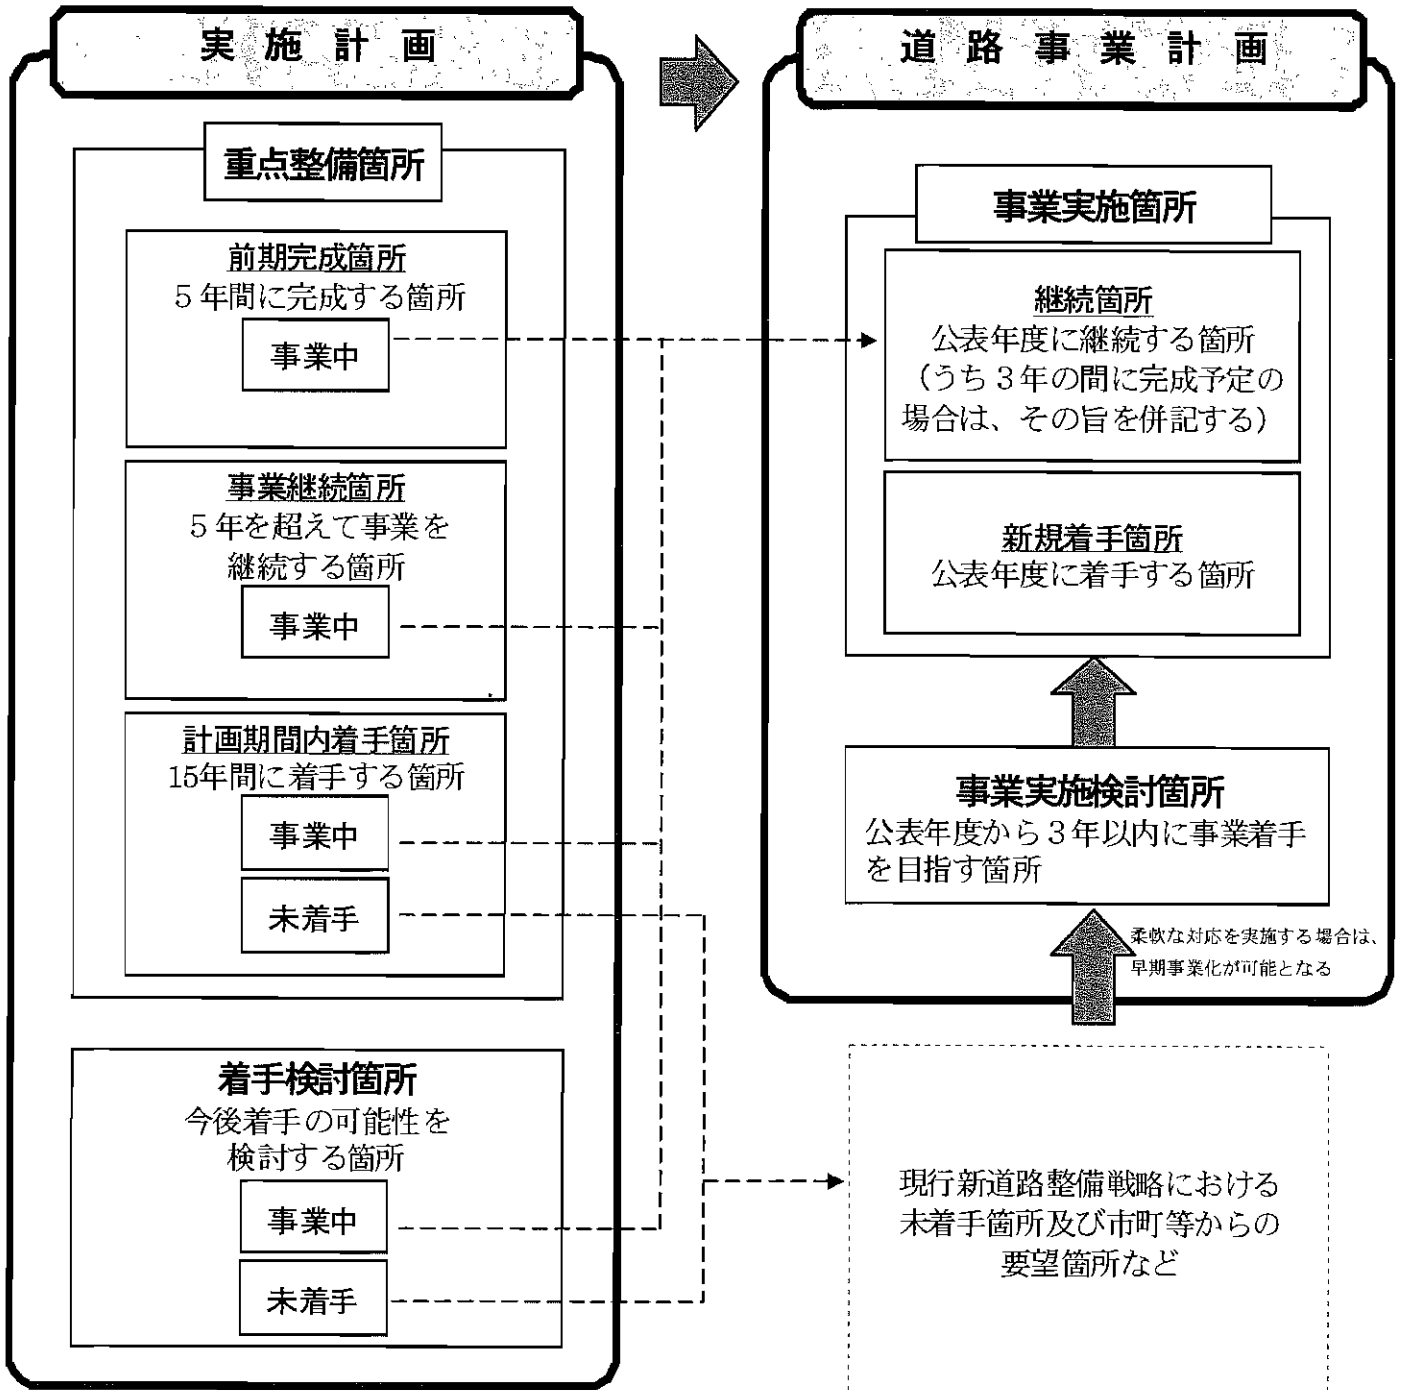 実施計画
重点整備箇所
前期完成箇所
５年間に完成する箇所
事業中
事業継続箇所
５年を超えて事業を
継続する箇所
事業中
計画期間内着手箇所
15年間に着手する箇所
事業中
未着手
着手検討箇所
今後着手の可能性を
検討する箇所
事業中
未着手
道路事業計画
事業実施箇所
継続箇所
公表年度に継続する箇所
（うち３年の間に完成予定の
場合は、その旨を併記する）
新規着手箇所
公表年度に着手する箇所
事業実施検討箇所
公表年度から３年以内に事業着手
を目指す箇所
柔軟な対応を実施する場合は、
早期事業化が可能となる
現行新道路整備戦略における
未着手箇所及び市町等からの
要望箇所など